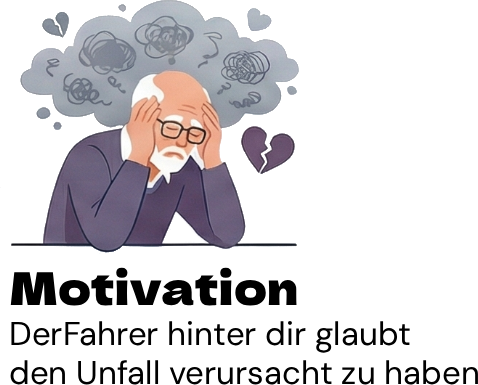 Motivation
DerFahrer hinter dir glaubt
den Unfall verursacht zu haben